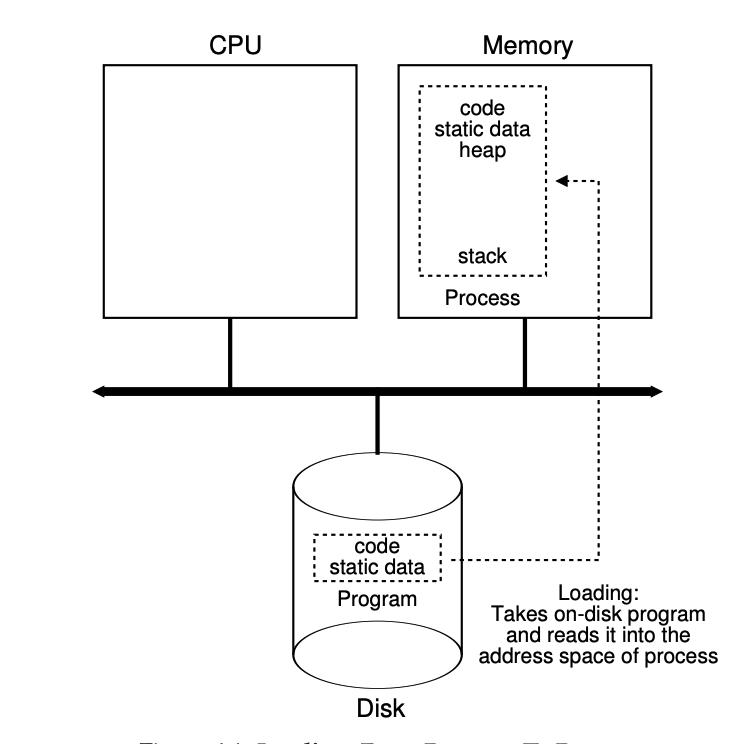 CPU
Memory
code
static data
heap
stack
Process
code
static data
Program
Loading:
Takes on-disk program
and reads it into the
address space of process
Disk